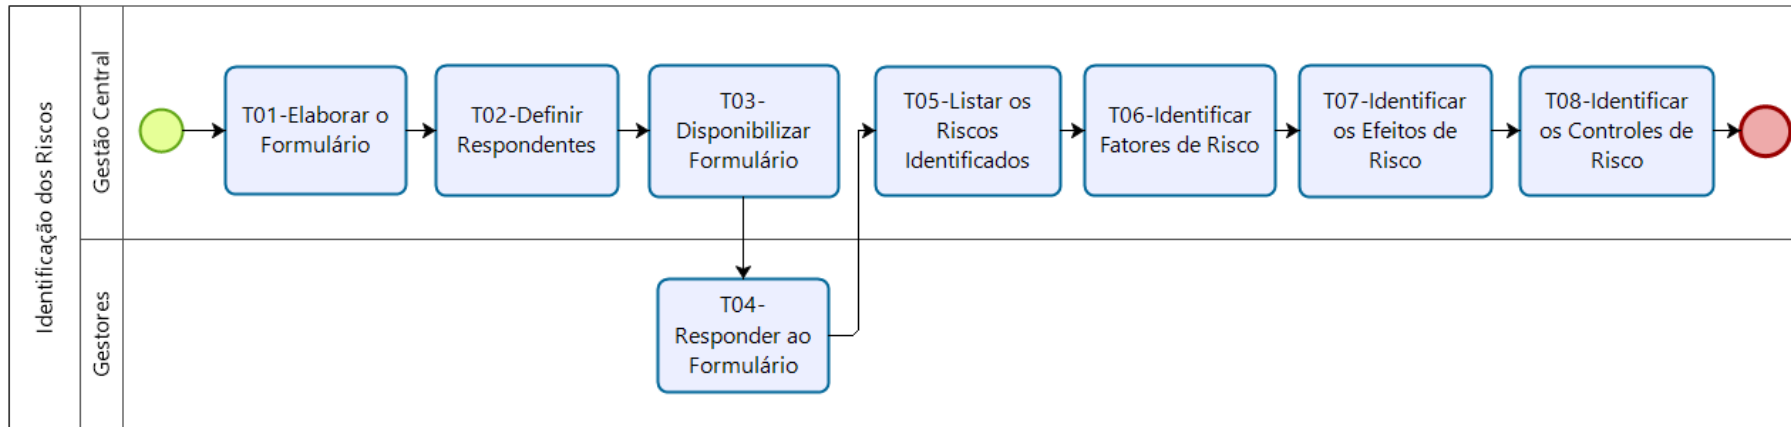 Identificação dos Riscos
Gestão Central
T01-Elaborar o
Formulário
T02-Definir
Respondentes
T03-
Disponibilizar
Formulário
T05-Listar os
Riscos
Identificados
T06-Identificar
Fatores de Risco
T07-Identificar
os Efeitos de
Risco
T08-Identificar
os Controles de
Risco
Gestores
T04-
Responder ao
Formulário